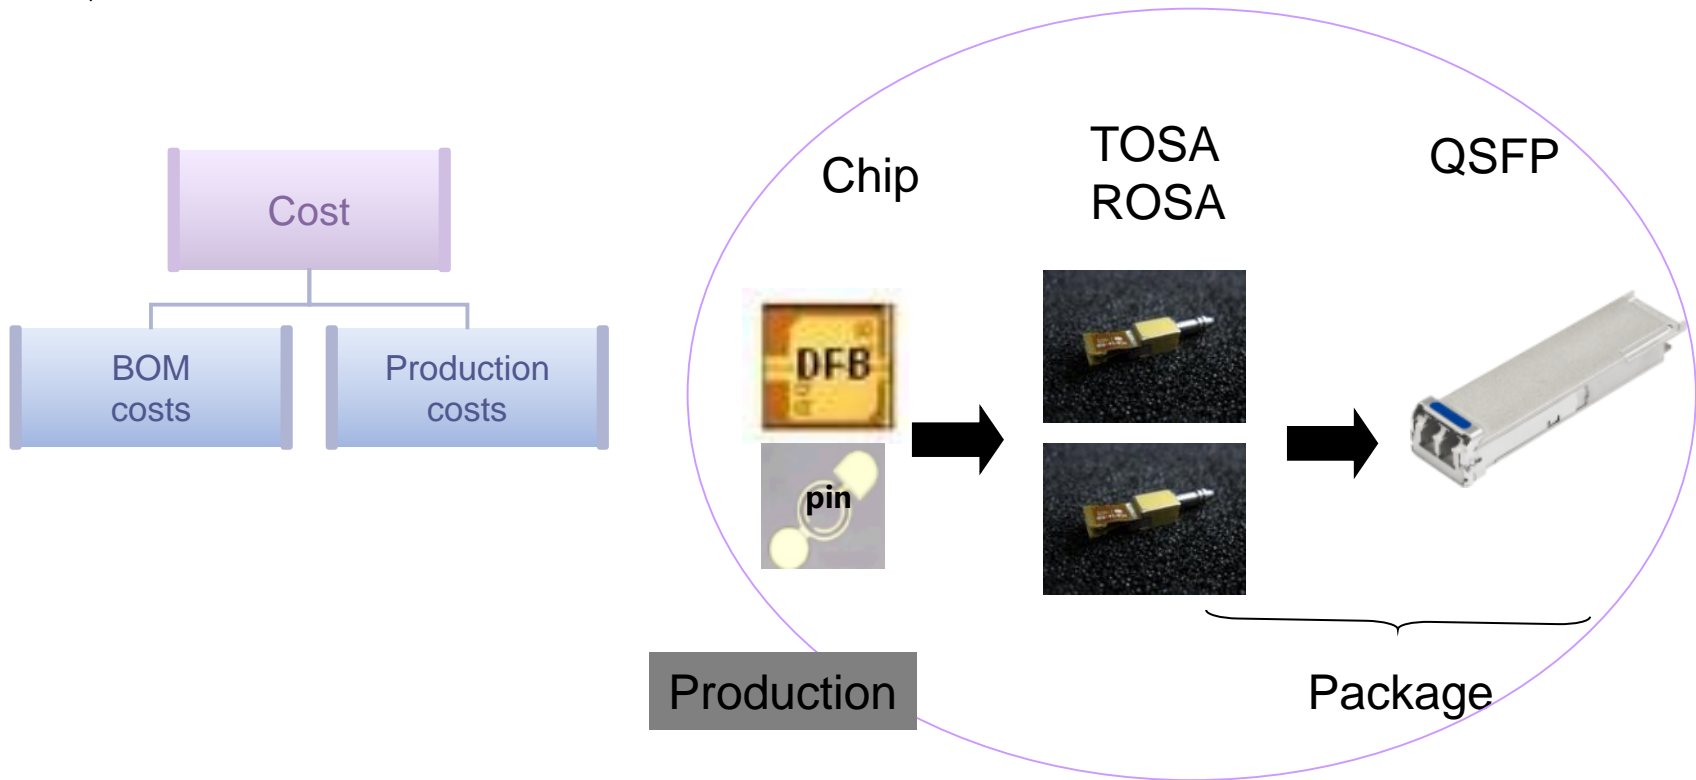 Cost
BOM
costs
Production
costs
Chip
TOSA
ROSA
QSFP
DFB
pin
Production
Package